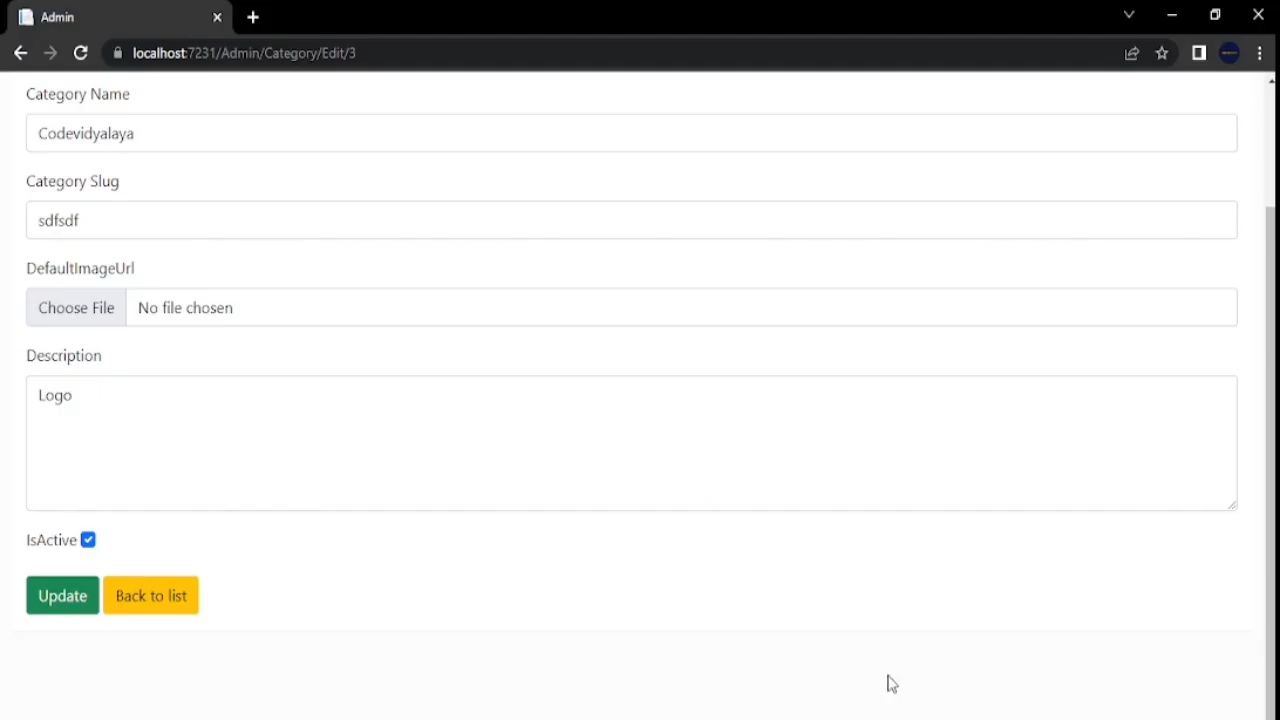 Admin
localhost:7231/Admin/Category/Edit/3
Category Name
Codevidyalaya
Category Slug
sdfsdf
DefaultImageUrl
Choose File No file chosen
Description
Logo
IsActive
Update Back to list